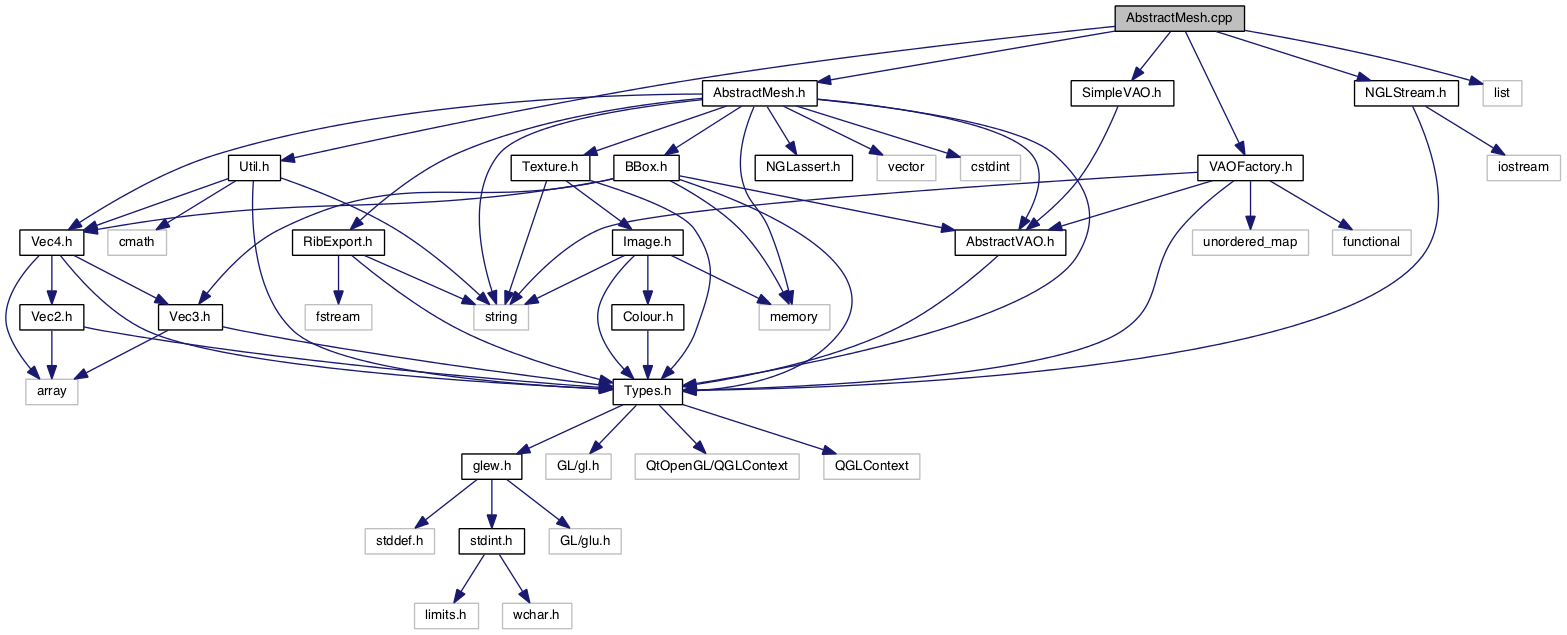 AbstractMesh.cpp
AbstractMesh.h
SimpleVAO.h
NGLStream.h
list
Util.h
Texture.h
BBox.h
NGLassert.h
vector
cstdint
VAOFactory.h
iostream
Vec4.h
cmath
RibExport.h
Image.h
AbstractVAO.h
unordered_map
functional
Vec2.h
Vec3.h
fstream
string
Colour.h
memory
array
Types.h
glew.h
GL/gl.h
QtOpenGL/QGLContext
QGLContext
stddef.h
stdint.h
GL/glu.h
limits.h
wchar.h